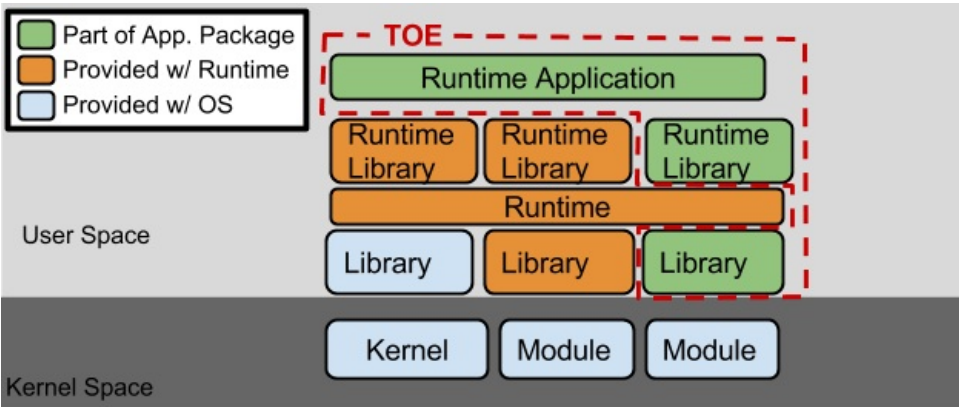 Part of App. Package
Provided w/ Runtime
Provided w/ OS
TOE
Runtime Application
Runtime
Library
Runtime
Library
Runtime
Library
Runtime
User Space
Library
Library
Library
Kernel
Module
Module
Kernel Space